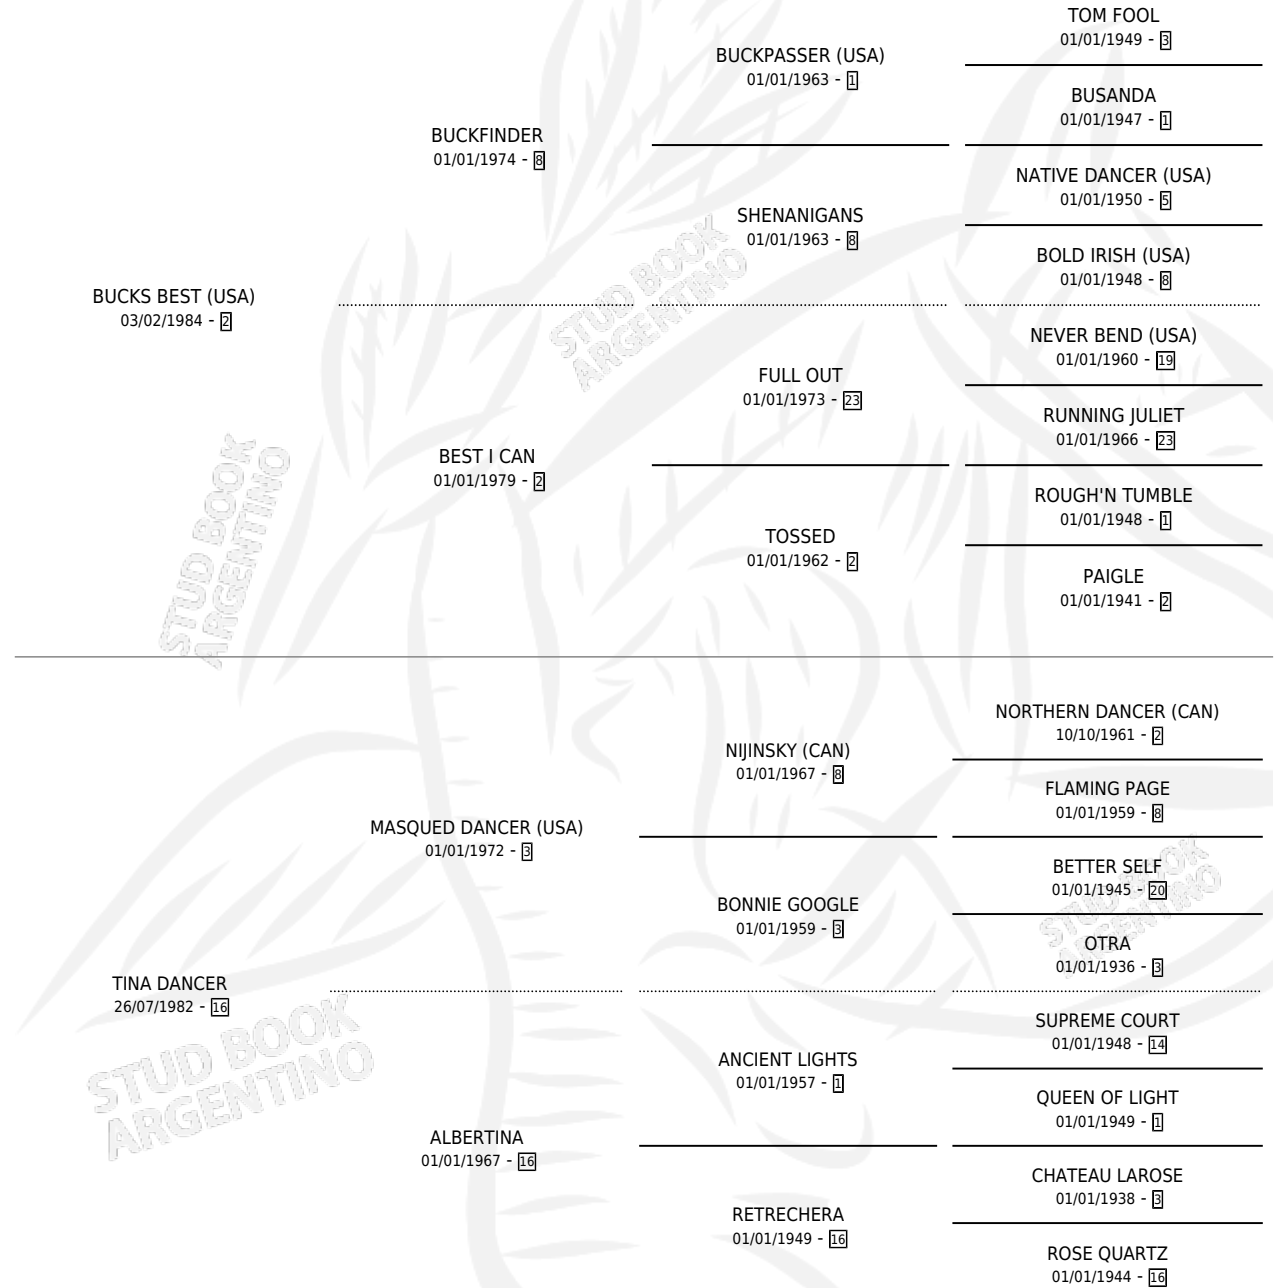 TOM FOOL
01/01/1949 - 3
BUCKPASSER (USA)
01/01/1963 - 1
BUSANDA
01/01/1947 - 1
BUCKFINDER
01/01/1974 - 8
NATIVE DANCER (USA)
01/01/1950 - 5
SHENANIGANS
01/01/1963 - 8
BOLD IRISH (USA)
01/01/1948 - 8
BUCKS BEST (USA)
03/02/1984 - 2
NEVER BEND (USA)
01/01/1960 - 19
FULL OUT
01/01/1973 - 23
RUNNING JULIET
01/01/1966 - 23
BEST I CAN
01/01/1979 - 2
ROUGH'N TUMBLE
01/01/1948 - 1
TOSSED
01/01/1962 - 2
PAIGLE
01/01/1941 - 2
NORTHERN DANCER (CAN)
10/10/1961 - 2
NIJINSKY (CAN)
01/01/1967 - 8
FLAMING PAGE
01/01/1959 - 8
MASQUED DANCER (USA)
01/01/1972 - 3
BETTER SELF
01/01/1945 - 20
BONNIE GOOGLE
01/01/1959 - 3
OTRA
01/01/1936 - 3
TINA DANCER
26/07/1982 - 16
SUPREME COURT
01/01/1948 - 14
ANCIENT LIGHTS
01/01/1957 - 1
QUEEN OF LIGHT
01/01/1949 - 1
ALBERTINA
01/01/1967 - 16
CHATEAU LAROSE
01/01/1938 - 3
RETRECHERA
01/01/1949 - 16
ROSE QUARTZ
01/01/1944 - 16
STUD BOOK
ARGENTINO
STUD BOOK
ARGENTINO
STUD BOOK
ARGENTINO
STUD BOOK
ARGENTINO